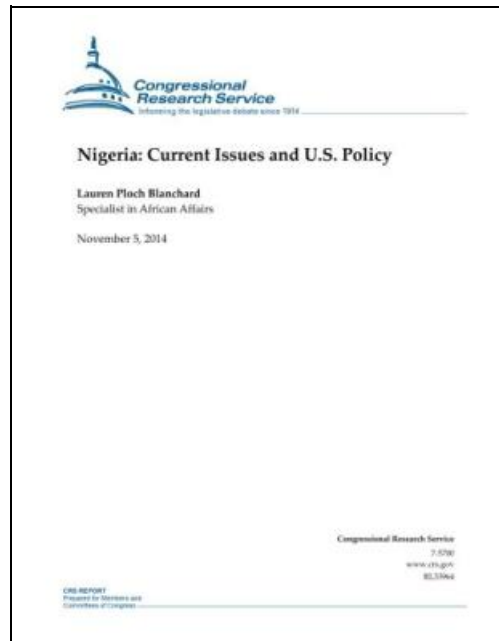 Congressional
Research Service
Informing the legislative debate since 1914
Nigeria: Current Issues and U.S. Policy
Lauren Ploch Blanchard
Specialist in African Affairs
November 5, 2014
Congressional Research Service
7-5700
www.crs.gov
RL33964
CRS REPORT
Prepared for Members and
Committees of Congress